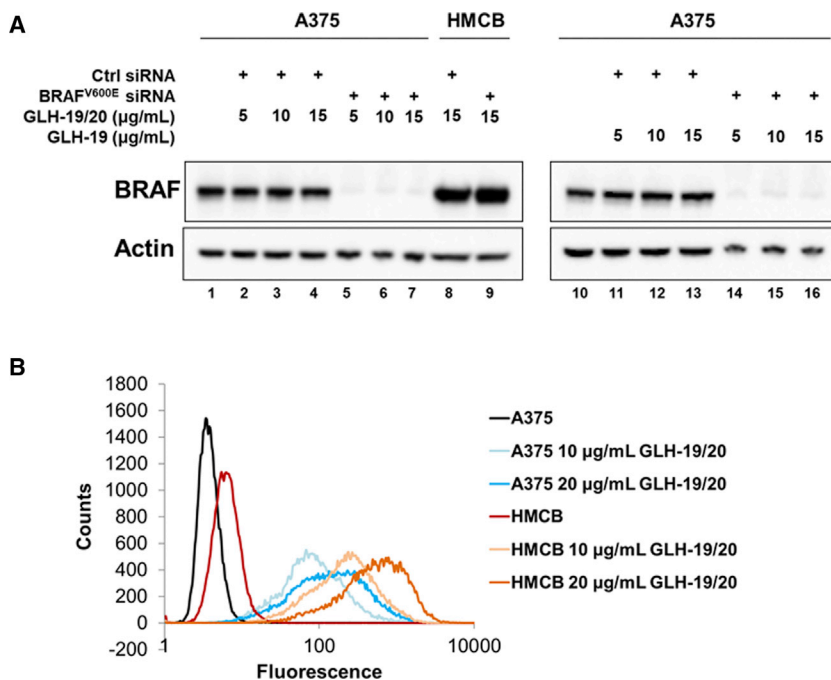 A
A375 HMCB A375
Ctrl siRNA + + + + + + +
BRAFV600E siRNA + + + + + + +
GLH-19/20 (µg/mL) 5 10 15 5 10 15 15 15
GLH-19 (µg/mL) 5 10 15 5 10 15
BRAF
Actin
1 2 3 4 5 6 7 8 9 10 11 12 13 14 15 16
B
1800
1600
1400
1200
1000
800
600
400
200
0
-200
Counts
1 100 10000
Fluorescence
A375
A375 10 µg/mL GLH-19/20
A375 20 µg/mL GLH-19/20
HMCB
HMCB 10 µg/mL GLH-19/20
HMCB 20 µg/mL GLH-19/20